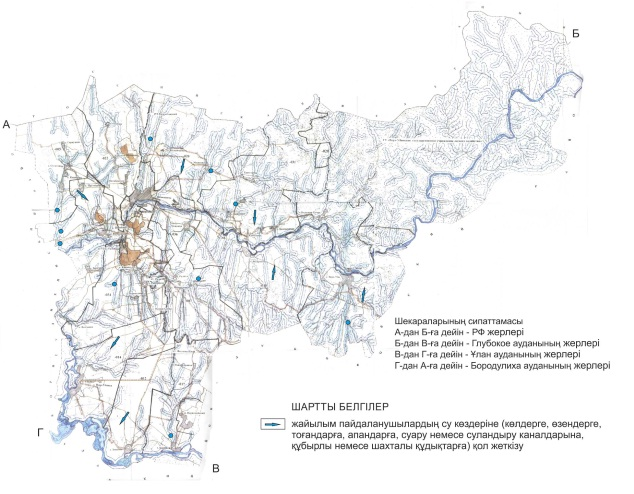 Б
А
Шекараларының сипаттамасы
А-дан Б-ға дейін - РФ жерлері
Б-дан В-ға дейін - Глубокое ауданының жерлері
В-дан Г-ға дейін - Ұлан ауданының жерлері
Г-дан А-ға дейін - Бородулиха ауданының жерлері
ШАРТТЫ БЕЛГІЛЕР
жайылым пайдаланушылардың су көздеріне (көлдерге, өзендерге,
тоғандарға, апандарға, суару немесе суландыру каналдарына,
құбырлы немесе шахталы құдықтарға) қол жеткізу
Г
В